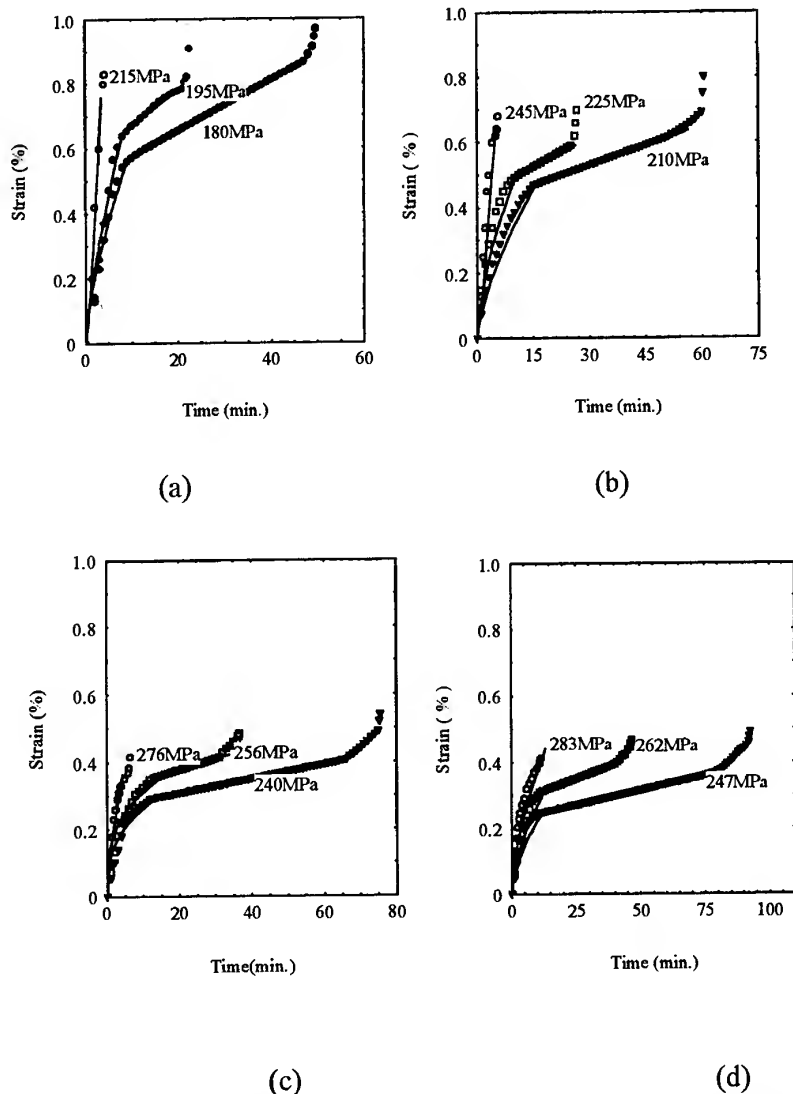 1.0
0.8
0.6
0.4
0.2
0
Strain (%)
215MPa
195MPa
180MPa
0 20 40 60
Time (min.)
(a)
1.0
0.8
0.6
0.4
0.2
0
Strain ( %)
245MPa
225MPa
210MPa
0 15 30 45 60 75
Time (min.)
(b)
1.0
0.8
0.6
0.4
0.2
0
Strain (%)
276MPa
256MPa
240MPa
0 20 40 60 80
Time(min.)
(c)
1.0
0.8
0.6
0.4
0.2
0
Strain ( %)
283MPa
262MPa
247MPa
0 25 50 75 100
Time (min.)
(d)